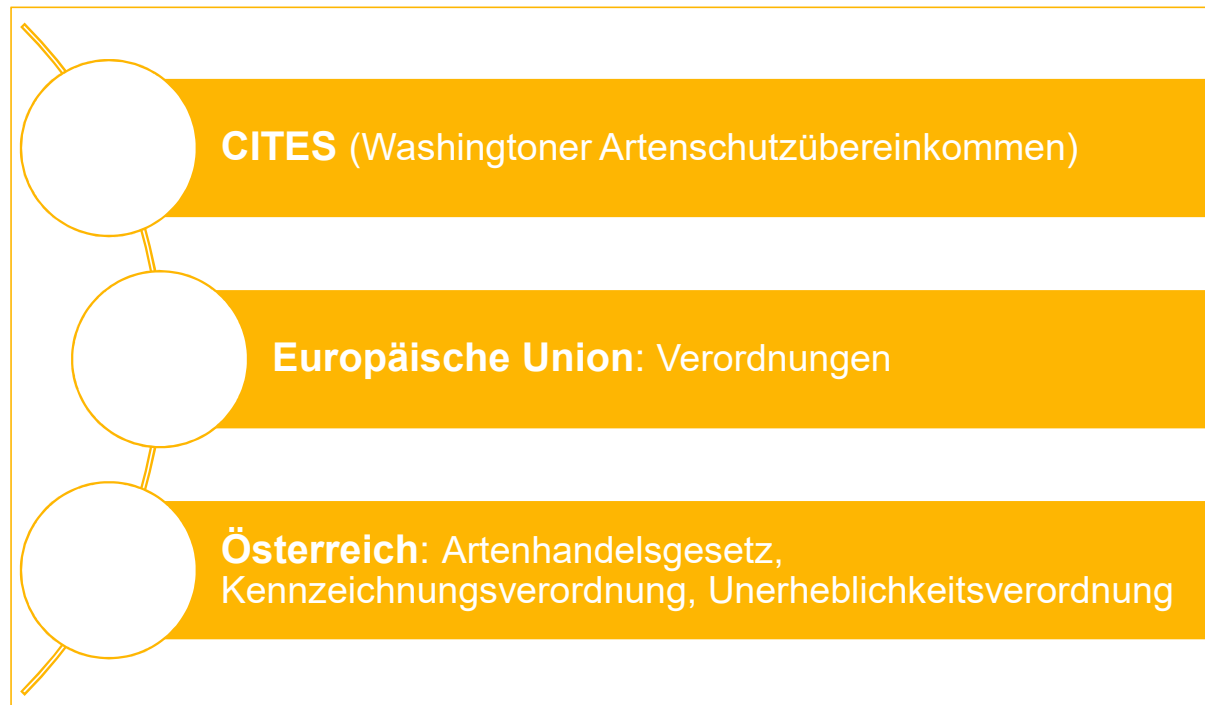 CITES (Washingtoner Artenschutzübereinkommen)
Europäische Union: Verordnungen
Österreich: Artenhandelsgesetz,
Kennzeichnungsverordnung, Unerheblichkeitsverordnung